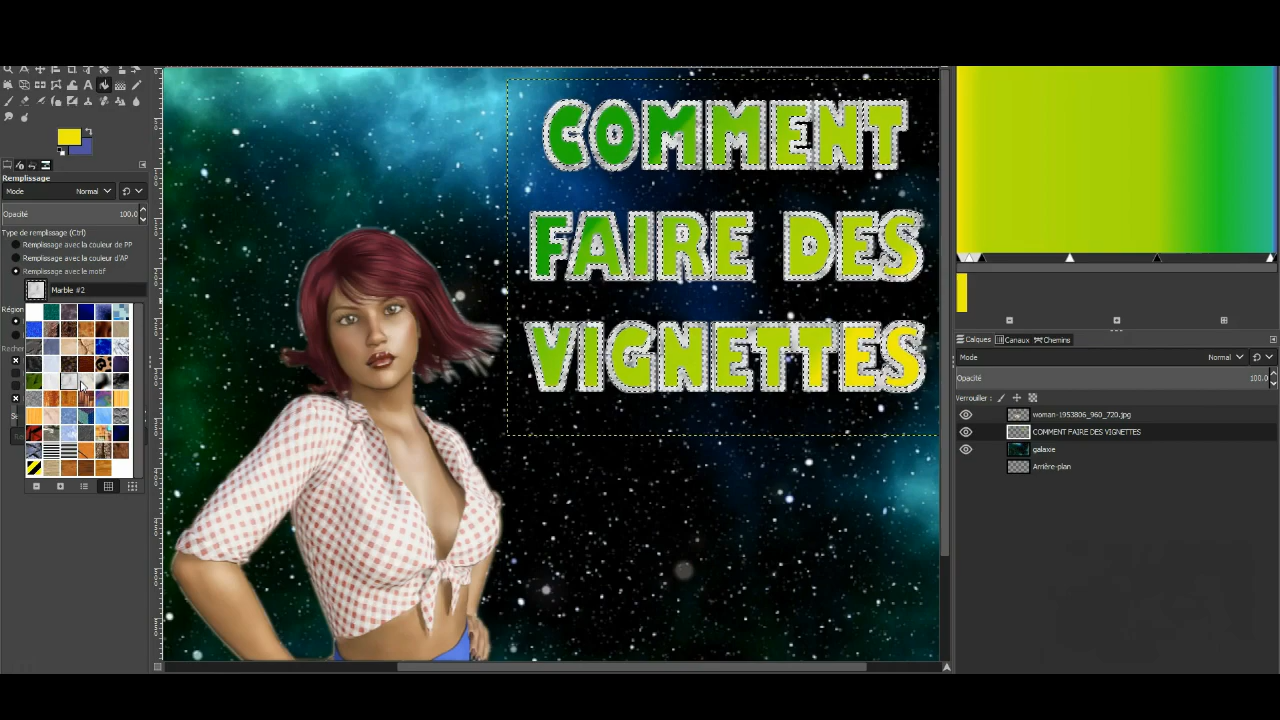 COMMENT
FAIRE DES
VIGNETTES
Remplissage
Mode Normal
Opacité 100.0
Type de remplissage (Ctrl)
Remplissage avec la couleur de PP
Remplissage avec la couleur d'AP
Remplissage avec le motif
Marble #2
Région
Recher
Calques Canaux Chemins
Mode Normal
Opacité 100.0
Verrouiller :
woman-1953806_960_720.jpg
COMMENT FAIRE DES VIGNETTES
galaxie
Arrière-plan